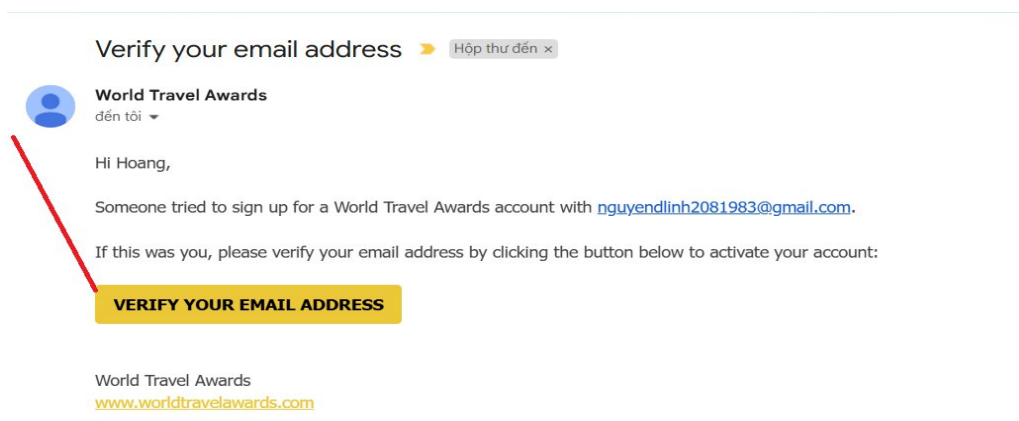 Verify your email address Hộp thư đến ×
World Travel Awards
đến tôi
Hi Hoang,
Someone tried to sign up for a World Travel Awards account with nguyendlinh2081983@gmail.com.
If this was you, please verify your email address by clicking the button below to activate your account:
VERIFY YOUR EMAIL ADDRESS
World Travel Awards
www.worldtravelawards.com